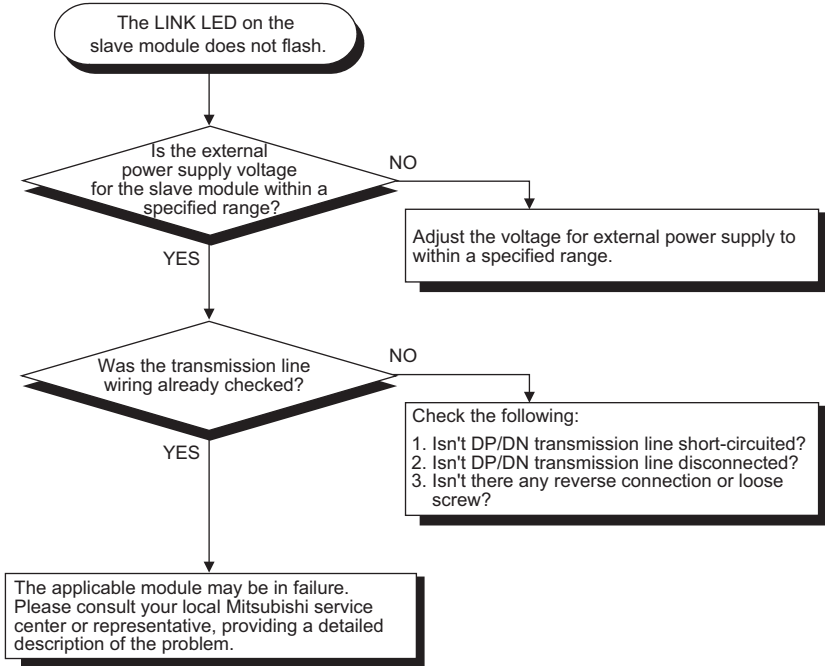 The LINK LED on the
slave module does not flash.
Is the external
power supply voltage
for the slave module within a
specified range?
NO
Adjust the voltage for external power supply to
within a specified range.
YES
Was the transmission line
wiring already checked?
NO
Check the following:
1. Isn't DP/DN transmission line short-circuited?
2. Isn't DP/DN transmission line disconnected?
3. Isn't there any reverse connection or loose
screw?
YES
The applicable module may be in failure.
Please consult your local Mitsubishi service
center or representative, providing a detailed
description of the problem.